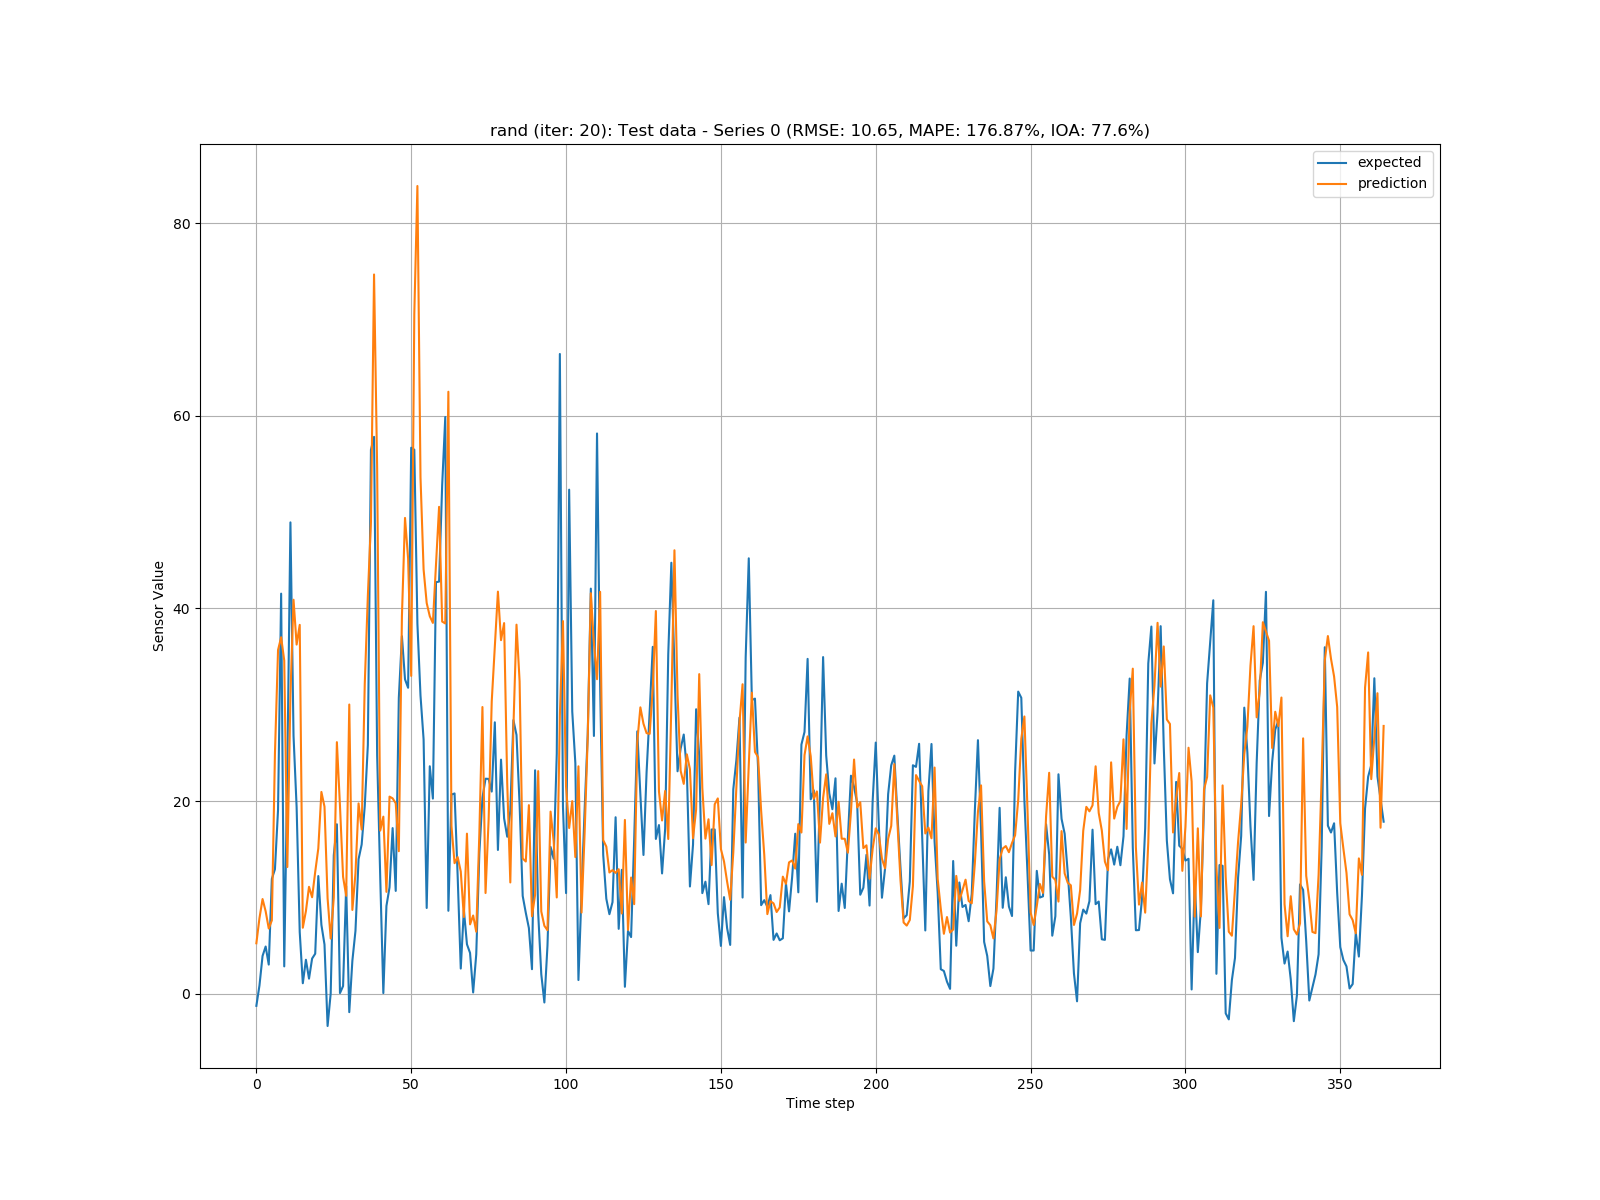 rand (iter: 20): Test data - Series 0 (RMSE: 10.65, MAPE: 176.87%, IOA: 77.6%)
expected
prediction
80
60
40
20
0
Sensor Value
0 50 100 150 200 250 300 350
Time step